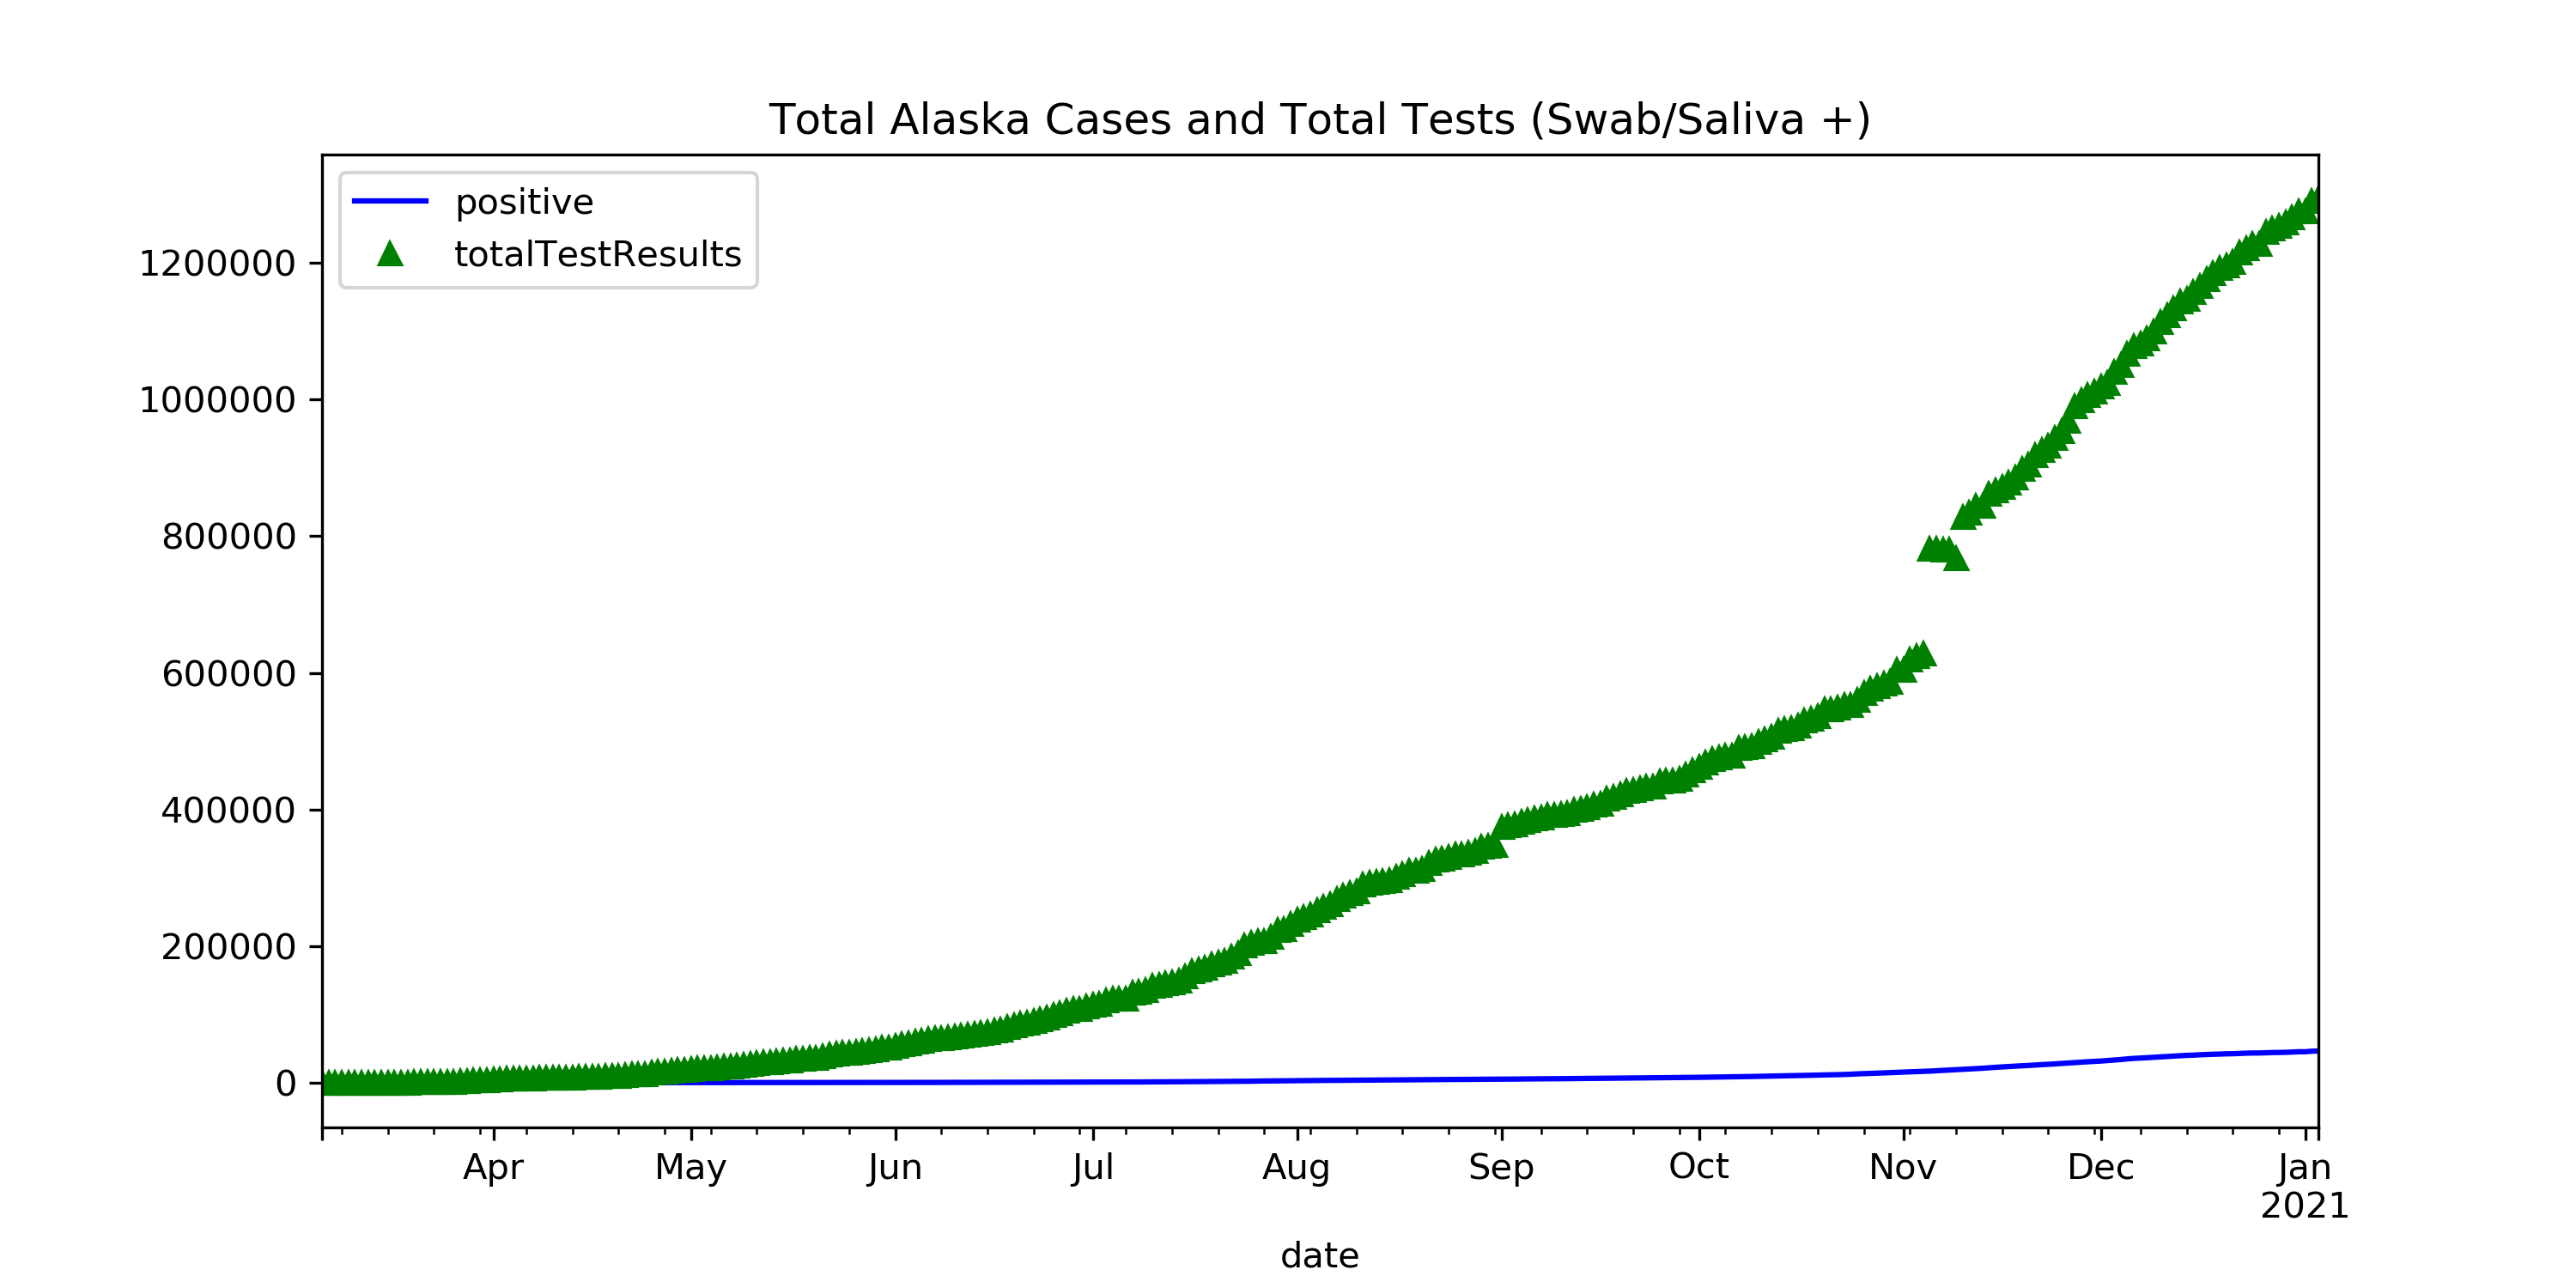 Total Alaska Cases and Total Tests (Swab/Saliva +)
positive
totalTestResults
1200000
1000000
800000
600000
400000
200000
0
Apr May Jun Jul Aug Sep Oct Nov Dec Jan
2021
date